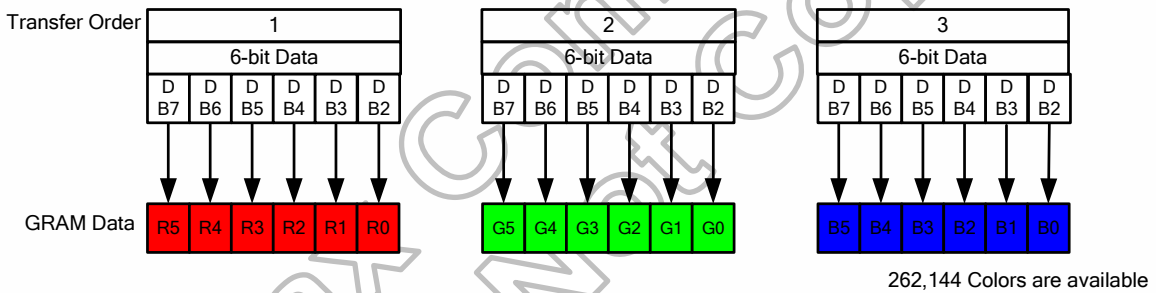 Transfer Order 1 2 3
6-bit Data 6-bit Data 6-bit Data
D D D D D D D D D D D D D D D D D D
B7 B6 B5 B4 B3 B2 B7 B6 B5 B4 B3 B2 B7 B6 B5 B4 B3 B2
GRAM Data R5 R4 R3 R2 R1 R0 G5 G4 G3 G2 G1 G0 B5 B4 B3 B2 B1 B0
262,144 Colors are available